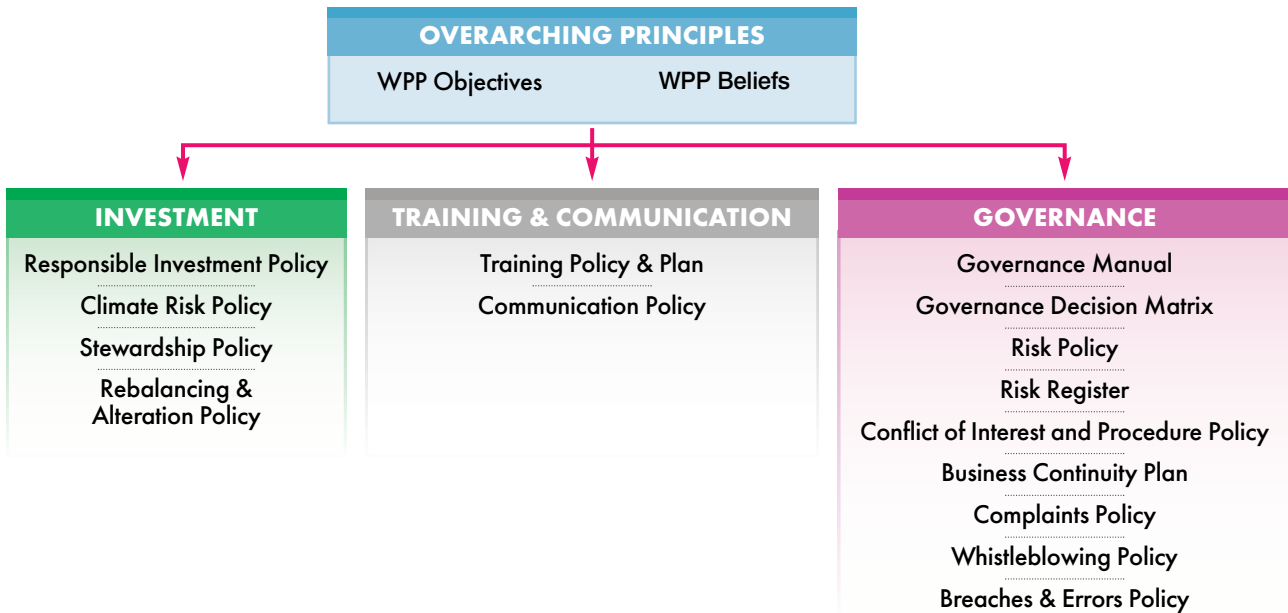 OVERARCHING PRINCIPLES
WPP Objectives
WPP Beliefs
INVESTMENT
Responsible Investment Policy
Climate Risk Policy
Stewardship Policy
Rebalancing &
Alteration Policy
TRAINING & COMMUNICATION
Training Policy & Plan
Communication Policy
GOVERNANCE
Governance Manual
Governance Decision Matrix
Risk Policy
Risk Register
Conflict of Interest and Procedure Policy
Business Continuity Plan
Complaints Policy
Whistleblowing Policy
Breaches & Errors Policy